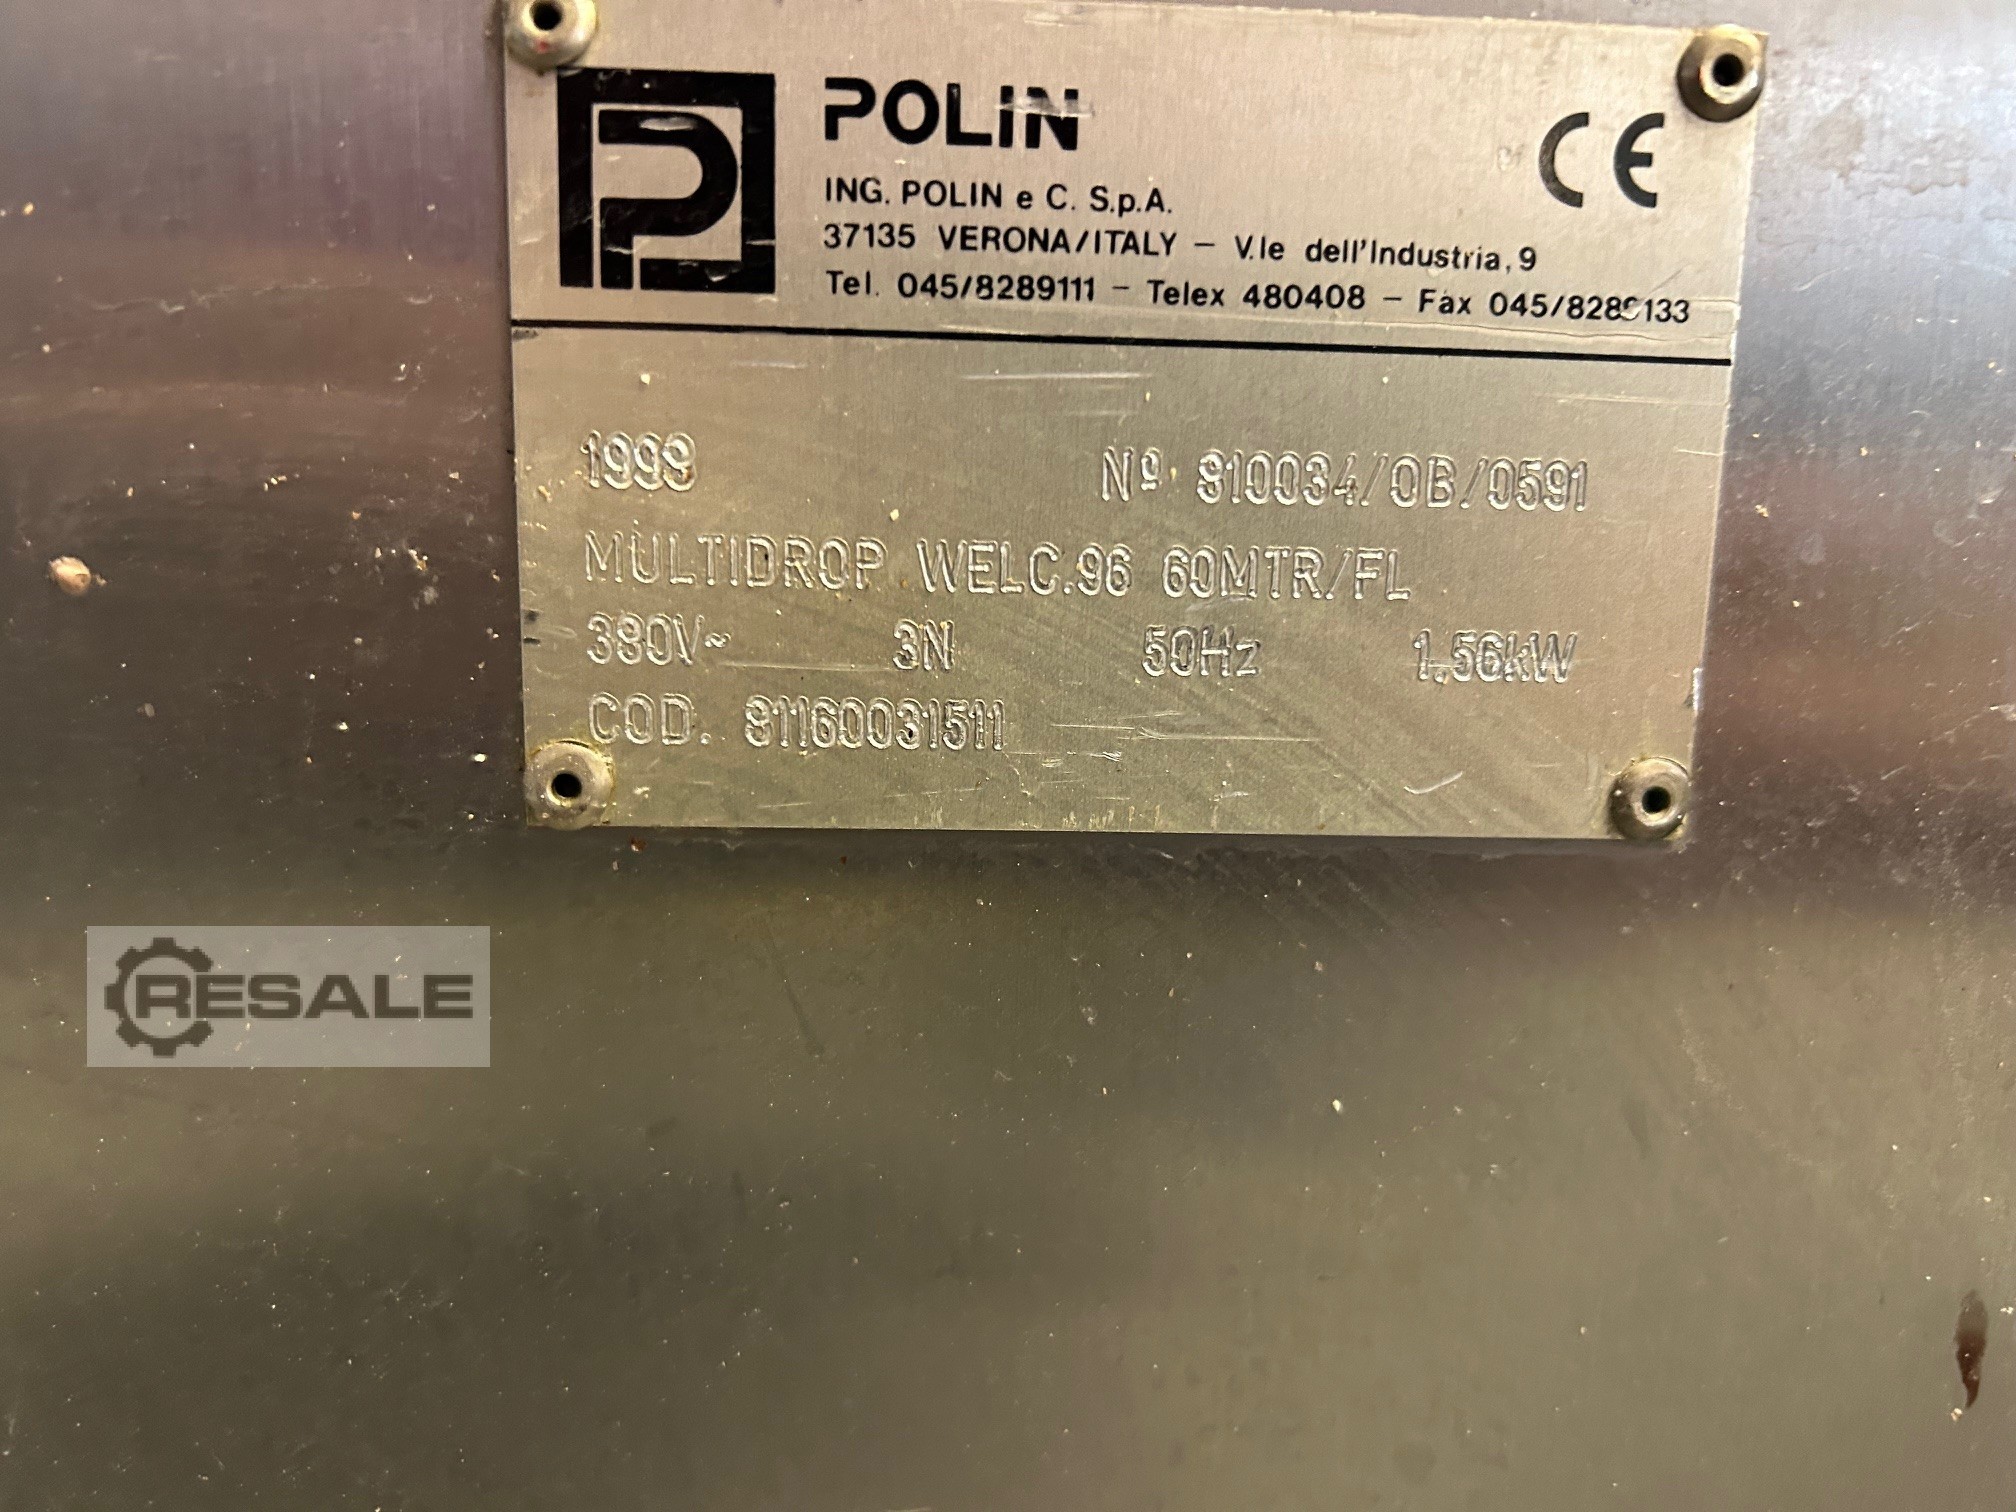 POLIN
CE
ING. POLIN e C. S.p.A.
37135 VERONA/ITALY – V.le dell'Industria, 9
Tel. 045/8289111 – Telex 480408 – Fax 045/8289133
1999 Nº 910034/OB/0591
MULTIDROP WELC.96 60MTR/FL
380V~ 3N 50Hz 1.56kW
COD. 81160031511
RESALE